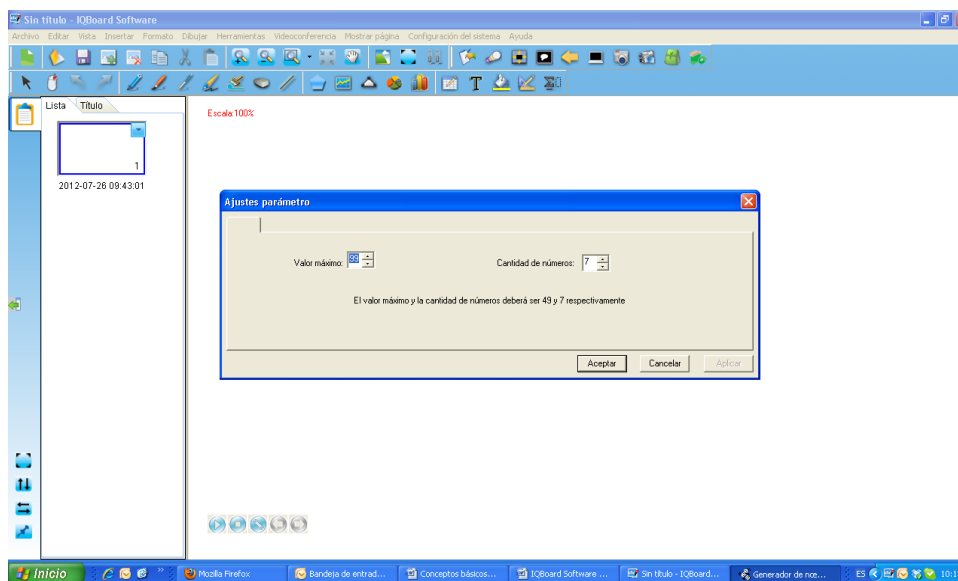 Sin título - IQBoard Software
Archivo Editar Vista Insertar Formato Dibujar Herramientas Videoconferencia Mostrar página Configuración del sistema Ayuda
Lista Título
Escala:100%
1
2012-07-26 09:43:01
Ajustes parámetro
Valor máximo: 99 Cantidad de números: 7
El valor máximo y la cantidad de números deberá ser 49 y 7 respectivamente
Aceptar Cancelar Aplicar
Inicio Mozilla Firefox Bandeja de entrad... Conceptos básicos... IQBoard Software ... Sin título - IQBoard... Generador de nœ... ES